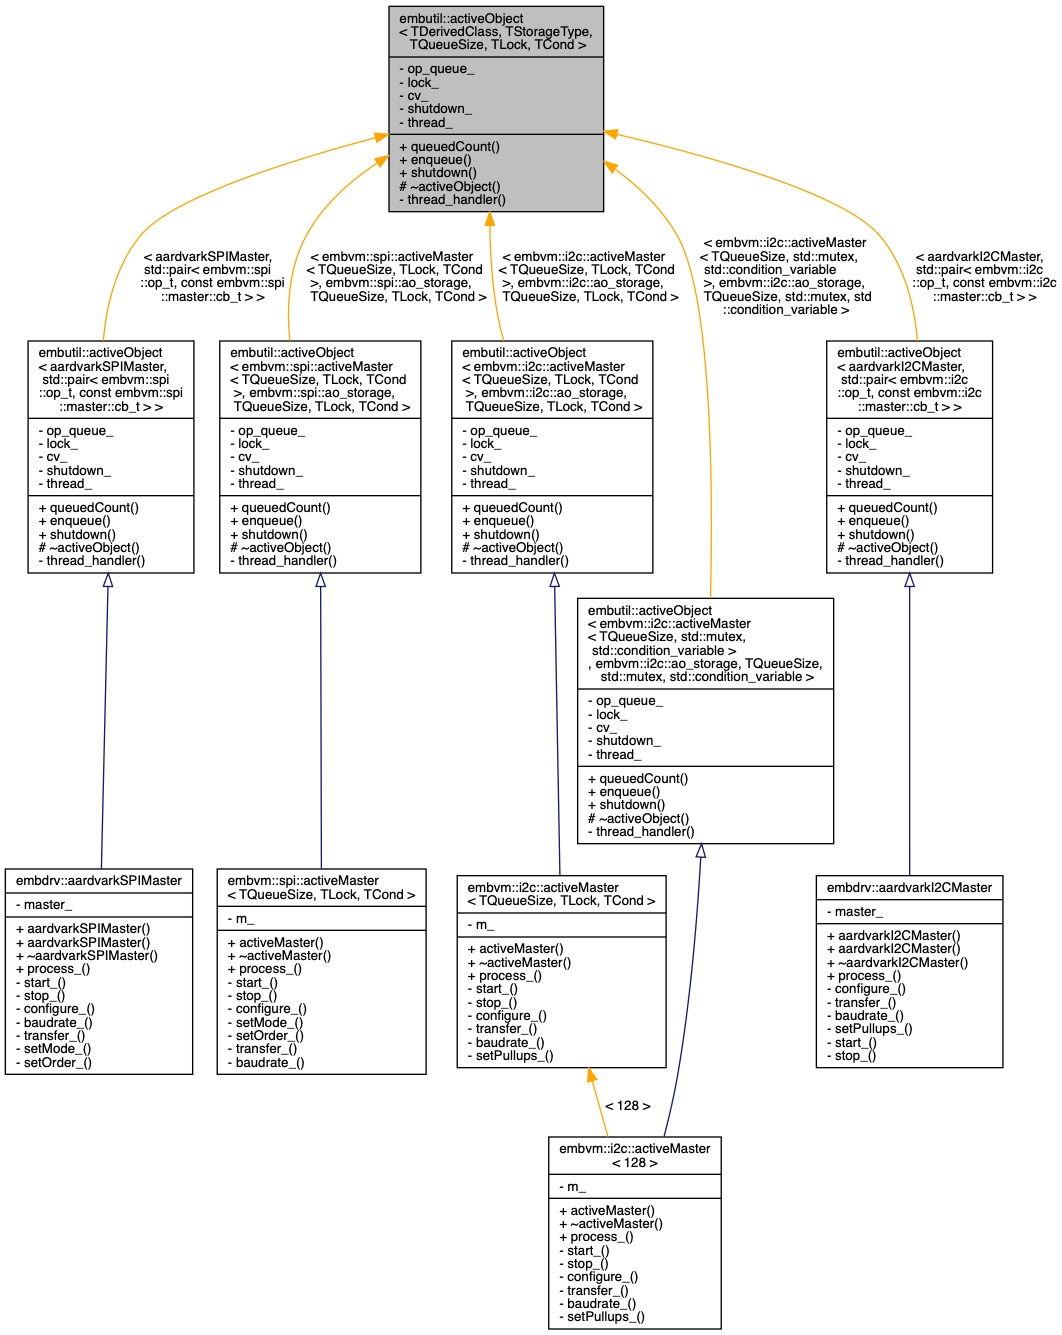 embutil::activeObject
< TDerivedClass, TStorageType,
TQueueSize, TLock, TCond >
- op_queue_
- lock_
- cv_
- shutdown_
- thread_
+ queuedCount()
+ enqueue()
+ shutdown()
# ~activeObject()
- thread_handler()
< aardvarkSPIMaster,
std::pair< embvm::spi
::op_t, const embvm::spi
::master::cb_t > >
< embvm::spi::activeMaster
< TQueueSize, TLock, TCond
>, embvm::spi::ao_storage,
TQueueSize, TLock, TCond >
< embvm::i2c::activeMaster
< TQueueSize, TLock, TCond
>, embvm::i2c::ao_storage,
TQueueSize, TLock, TCond >
< embvm::i2c::activeMaster
< TQueueSize, std::mutex,
std::condition_variable
>, embvm::i2c::ao_storage,
TQueueSize, std::mutex, std
::condition_variable >
< aardvarkI2CMaster,
std::pair< embvm::i2c
::op_t, const embvm::i2c
::master::cb_t > >
embutil::activeObject
< aardvarkSPIMaster,
std::pair< embvm::spi
::op_t, const embvm::spi
::master::cb_t > >
- op_queue_
- lock_
- cv_
- shutdown_
- thread_
+ queuedCount()
+ enqueue()
+ shutdown()
# ~activeObject()
- thread_handler()
embutil::activeObject
< embvm::spi::activeMaster
< TQueueSize, TLock, TCond
>, embvm::spi::ao_storage,
TQueueSize, TLock, TCond >
- op_queue_
- lock_
- cv_
- shutdown_
- thread_
+ queuedCount()
+ enqueue()
+ shutdown()
# ~activeObject()
- thread_handler()
embutil::activeObject
< embvm::i2c::activeMaster
< TQueueSize, TLock, TCond
>, embvm::i2c::ao_storage,
TQueueSize, TLock, TCond >
- op_queue_
- lock_
- cv_
- shutdown_
- thread_
+ queuedCount()
+ enqueue()
+ shutdown()
# ~activeObject()
- thread_handler()
embutil::activeObject
< aardvarkI2CMaster,
std::pair< embvm::i2c
::op_t, const embvm::i2c
::master::cb_t > >
- op_queue_
- lock_
- cv_
- shutdown_
- thread_
+ queuedCount()
+ enqueue()
+ shutdown()
# ~activeObject()
- thread_handler()
embutil::activeObject
< embvm::i2c::activeMaster
< TQueueSize, std::mutex,
std::condition_variable >
, embvm::i2c::ao_storage, TQueueSize,
std::mutex, std::condition_variable >
- op_queue_
- lock_
- cv_
- shutdown_
- thread_
+ queuedCount()
+ enqueue()
+ shutdown()
# ~activeObject()
- thread_handler()
embdrv::aardvarkSPIMaster
- master_
+ aardvarkSPIMaster()
+ aardvarkSPIMaster()
+ ~aardvarkSPIMaster()
+ process_()
- start_()
- stop_()
- configure_()
- baudrate_()
- transfer_()
- setMode_()
- setOrder_()
embvm::spi::activeMaster
< TQueueSize, TLock, TCond >
- m_
+ activeMaster()
+ ~activeMaster()
+ process_()
- start_()
- stop_()
- configure_()
- setMode_()
- setOrder_()
- transfer_()
- baudrate_()
embvm::i2c::activeMaster
< TQueueSize, TLock, TCond >
- m_
+ activeMaster()
+ ~activeMaster()
+ process_()
- start_()
- stop_()
- configure_()
- transfer_()
- baudrate_()
- setPullups_()
embdrv::aardvarkI2CMaster
- master_
+ aardvarkI2CMaster()
+ aardvarkI2CMaster()
+ ~aardvarkI2CMaster()
+ process_()
- configure_()
- transfer_()
- baudrate_()
- setPullups_()
- start_()
- stop_()
< 128 >
embvm::i2c::activeMaster
< 128 >
- m_
+ activeMaster()
+ ~activeMaster()
+ process_()
- start_()
- stop_()
- configure_()
- transfer_()
- baudrate_()
- setPullups_()